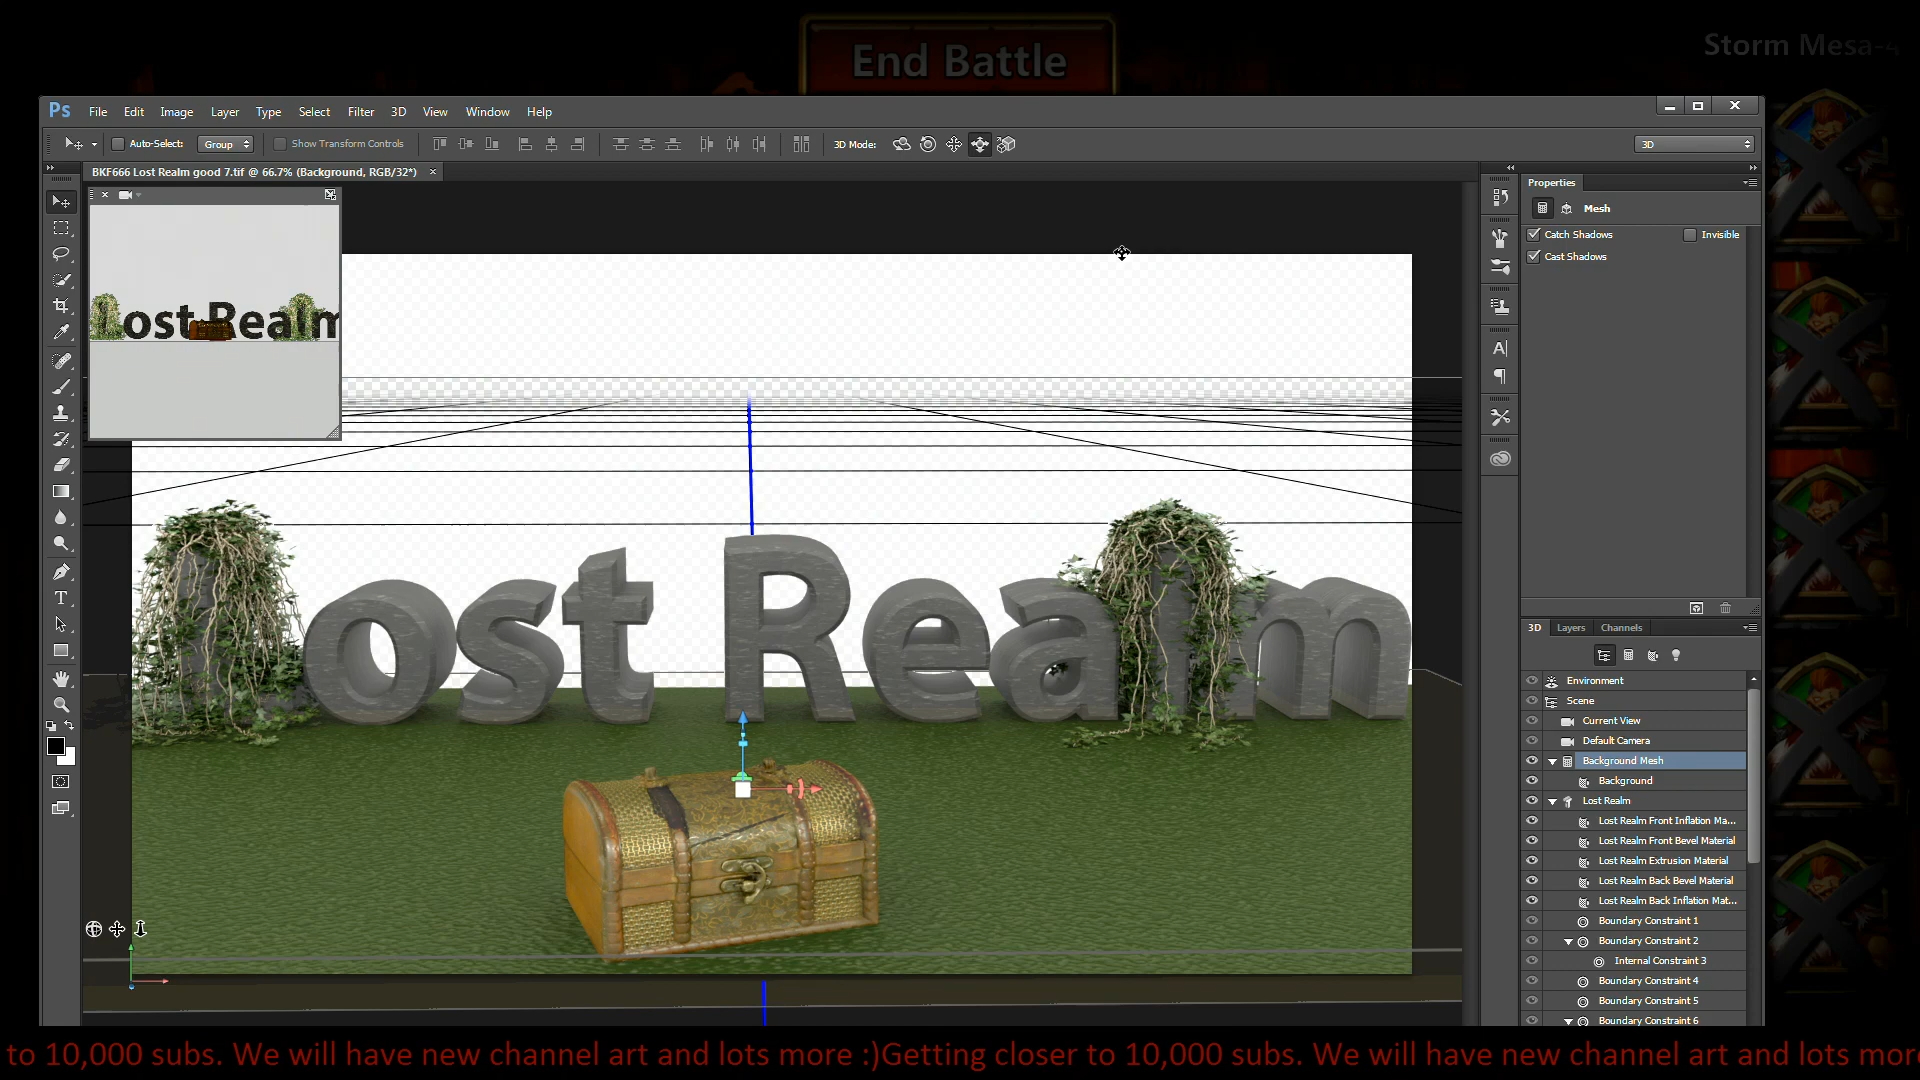 End Battle
Storm Mesa-4
Ps File Edit Image Layer Type Select Filter 3D View Window Help
Auto-Select: Group Show Transform Controls 3D Mode: 3D
BKF666 Lost Realm good 7.tif @ 66.7% (Background, RGB/32*) ×
Lost Realm
Lost Realm
Properties
Mesh
Catch Shadows Invisible
Cast Shadows
3D Layers Channels
Environment
Scene
Current View
Default Camera
Background Mesh
Background
Lost Realm
Lost Realm Front Inflation Ma...
Lost Realm Front Bevel Material
Lost Realm Extrusion Material
Lost Realm Back Bevel Material
Lost Realm Back Inflation Mat...
Boundary Constraint 1
Boundary Constraint 2
Internal Constraint 3
Boundary Constraint 4
Boundary Constraint 5
Boundary Constraint 6
to 10,000 subs. We will have new channel art and lots more :)Getting closer to 10,000 subs. We will have new channel art and lots more